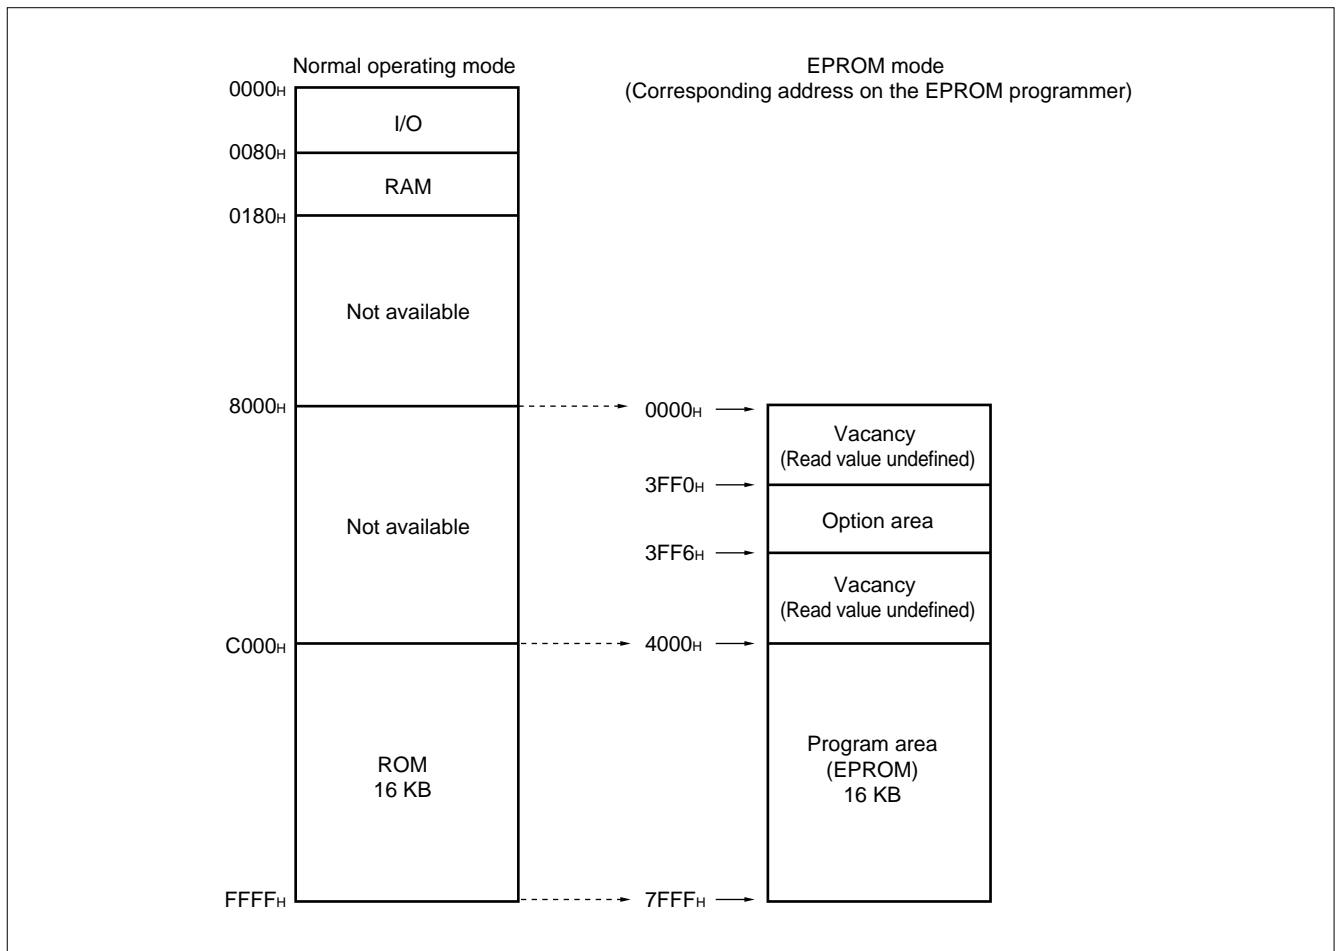 Normal operating mode
EPROM mode
(Corresponding address on the EPROM programmer)
0000H
I/O
0080H
RAM
0180H
Not available
8000H
0000H
Vacancy
(Read value undefined)
3FF0H
Not available
Option area
3FF6H
Vacancy
(Read value undefined)
C000H
4000H
ROM
16 KB
Program area
(EPROM)
16 KB
FFFFH
7FFFH